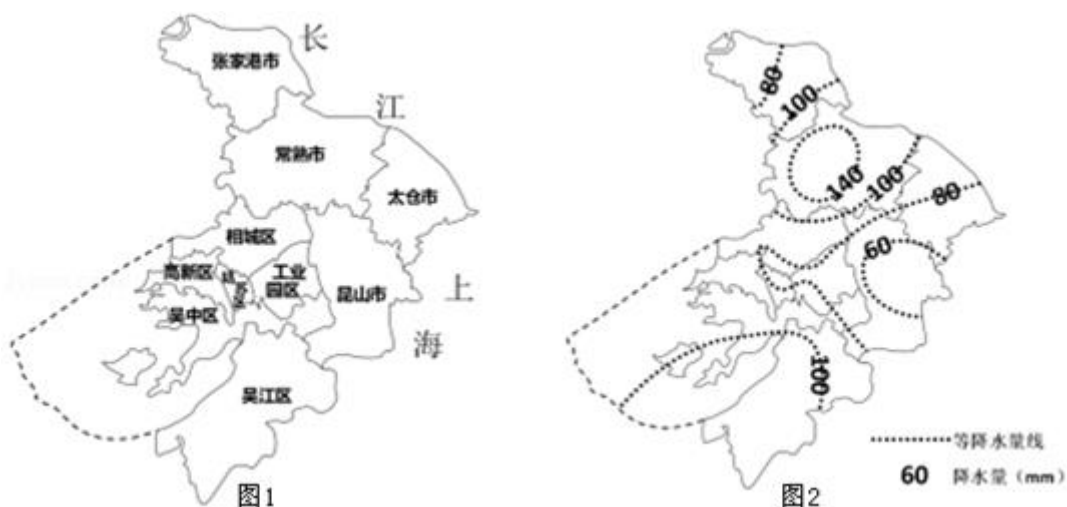 长
江
上
海
张家港市
常熟市
太仓市
相城区
高新区
工业
园区
昆山市
吴中区
吴江区
图1
80
100
140
100
80
60
100
等降水量线
60 降水量(mm)
图2